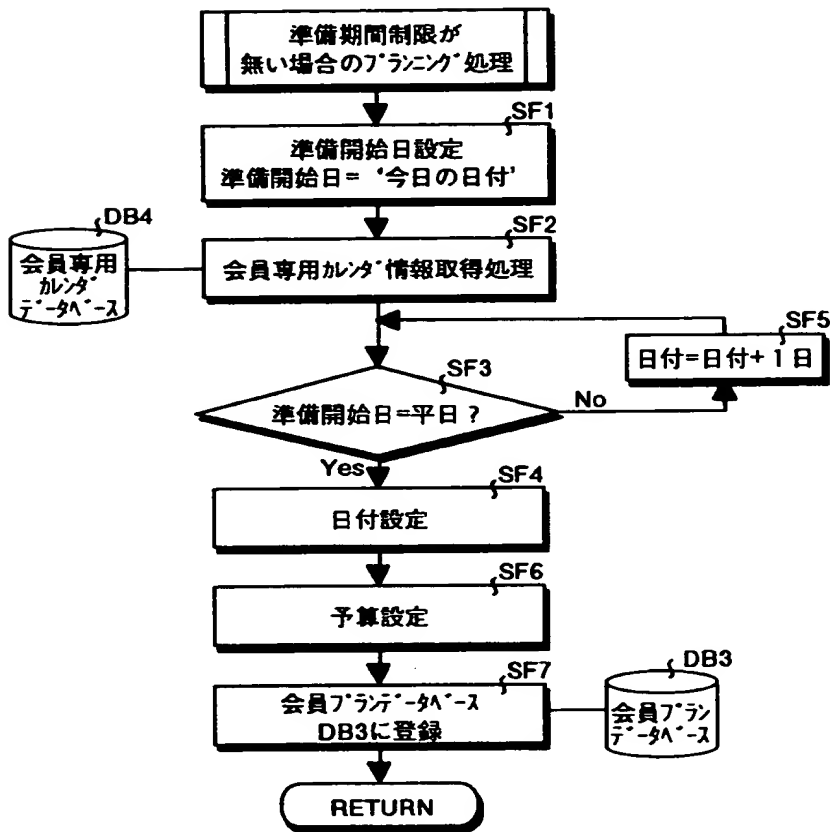 準備期間制限が
無い場合のプランニング処理
SF1
準備開始日設定
準備開始日= ‘今日の日付’
DB4
会員専用
カレンダ
データベース
SF2
会員専用カレンダ情報取得処理
SF5
日付=日付+1日
SF3
準備開始日=平日?
No
Yes
SF4
日付設定
SF6
予算設定
SF7
会員プランデータベース
DB3に登録
DB3
会員プラン
データベース
RETURN